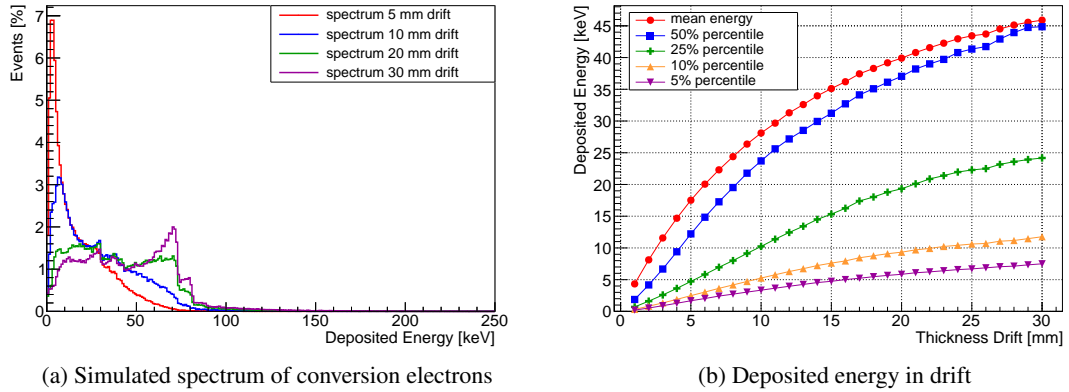 Events [%]
7
6
5
4
3
2
1
0
0 50 100 150 200 250
Deposited Energy [keV]
spectrum 5 mm drift
spectrum 10 mm drift
spectrum 20 mm drift
spectrum 30 mm drift
(a) Simulated spectrum of conversion electrons
Deposited Energy [keV]
45
40
35
30
25
20
15
10
5
0
0 5 10 15 20 25 30
Thickness Drift [mm]
mean energy
50% percentile
25% percentile
10% percentile
5% percentile
(b) Deposited energy in drift